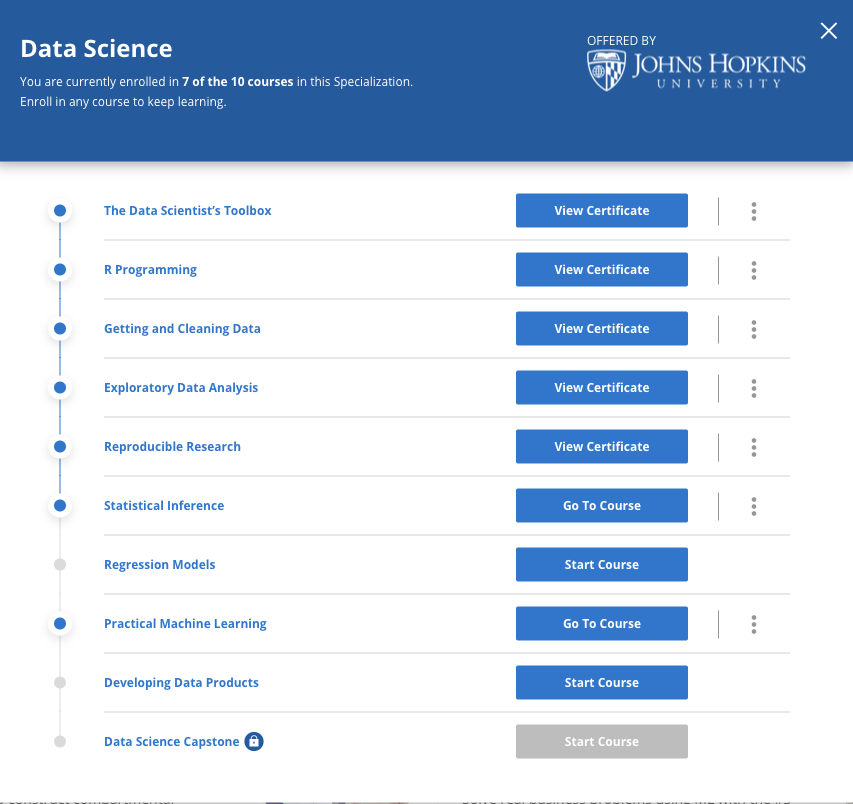 Data Science
You are currently enrolled in 7 of the 10 courses in this Specialization.
Enroll in any course to keep learning.
OFFERED BY
JOHNS HOPKINS
UNIVERSITY
The Data Scientist's Toolbox View Certificate
R Programming View Certificate
Getting and Cleaning Data View Certificate
Exploratory Data Analysis View Certificate
Reproducible Research View Certificate
Statistical Inference Go To Course
Regression Models Start Course
Practical Machine Learning Go To Course
Developing Data Products Start Course
Data Science Capstone Start Course